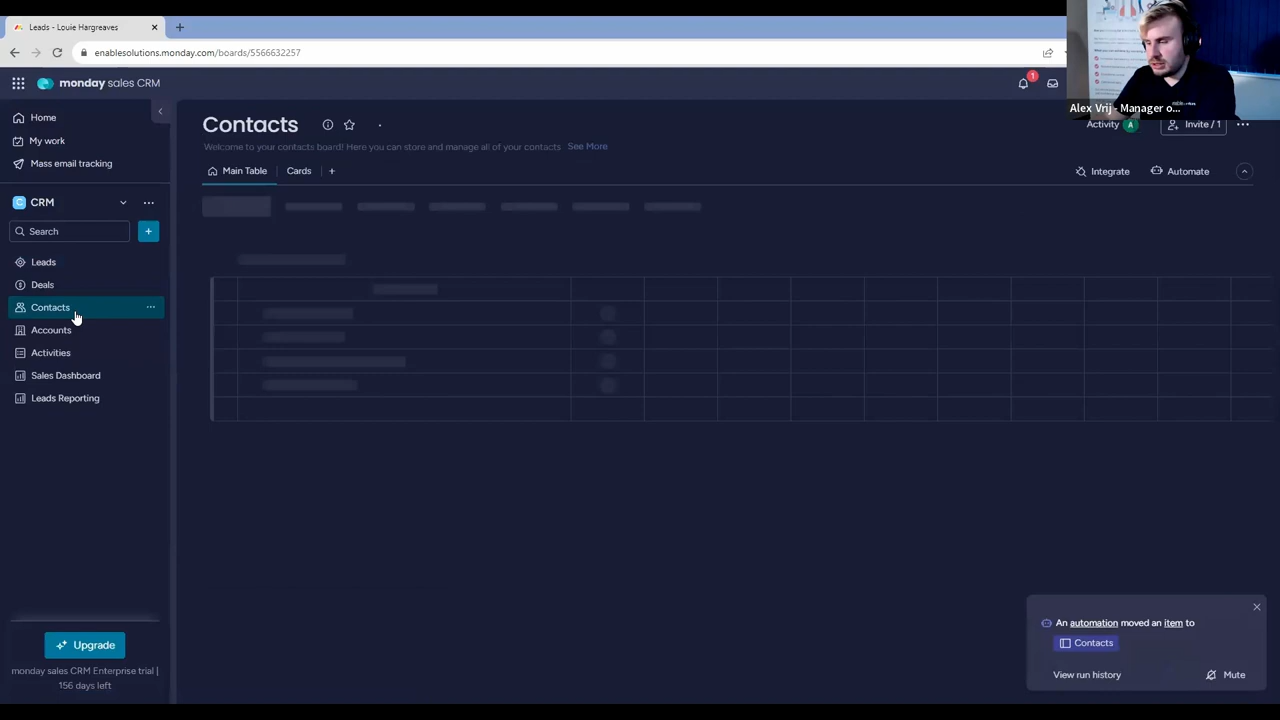 Leads - Louie Hargreaves
enablesolutions.monday.com/boards/5566632257
monday sales CRM
1
Alex Vrij - Manager o...
Home
My work
Mass email tracking
C CRM
Search
Leads
Deals
Contacts
Accounts
Activities
Sales Dashboard
Leads Reporting
Upgrade
monday sales CRM Enterprise trial |
156 days left
Contacts
Activity A
Invite / 1
Welcome to your contacts board! Here you can store and manage all of your contacts See More
Main Table
Cards
Integrate
Automate
An automation moved an item to
Contacts
View run history
Mute